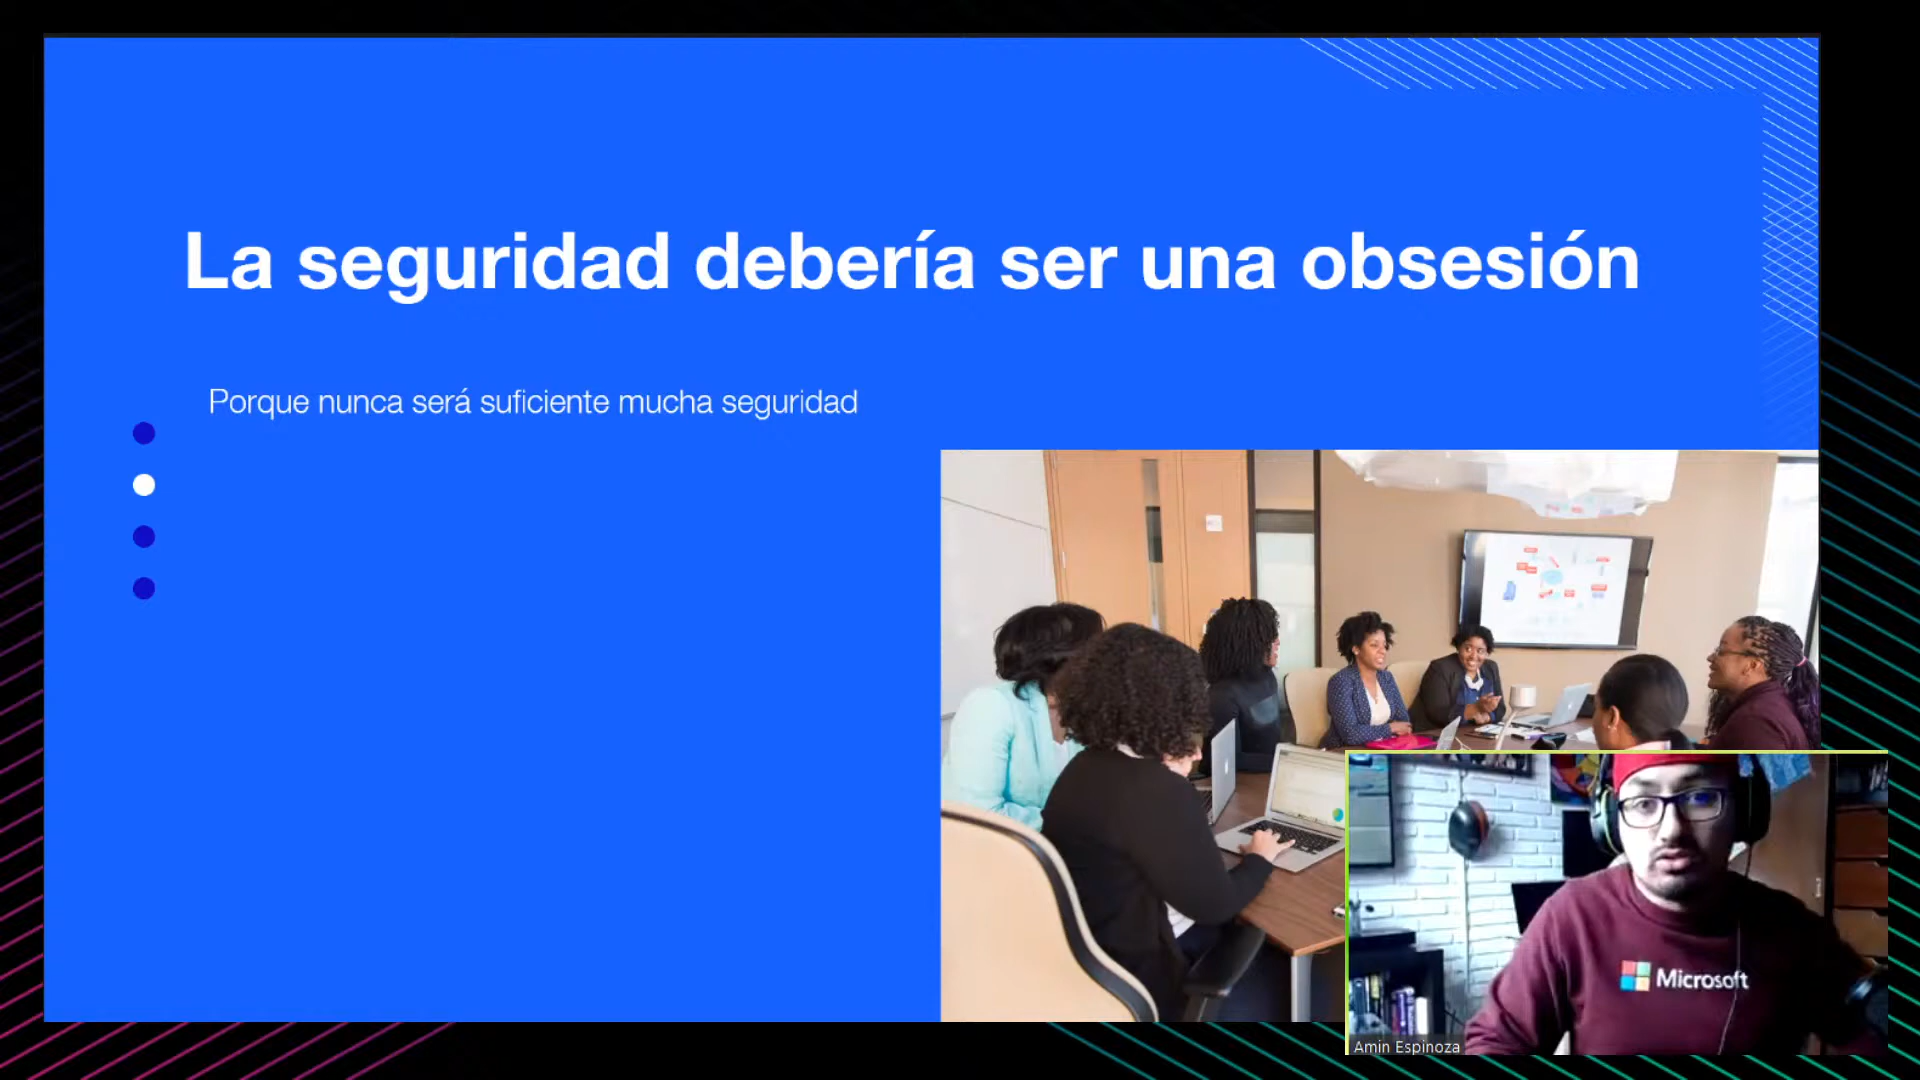 La seguridad debería ser una obsesión
Porque nunca será suficiente mucha seguridad
Microsoft
Amin Espinoza